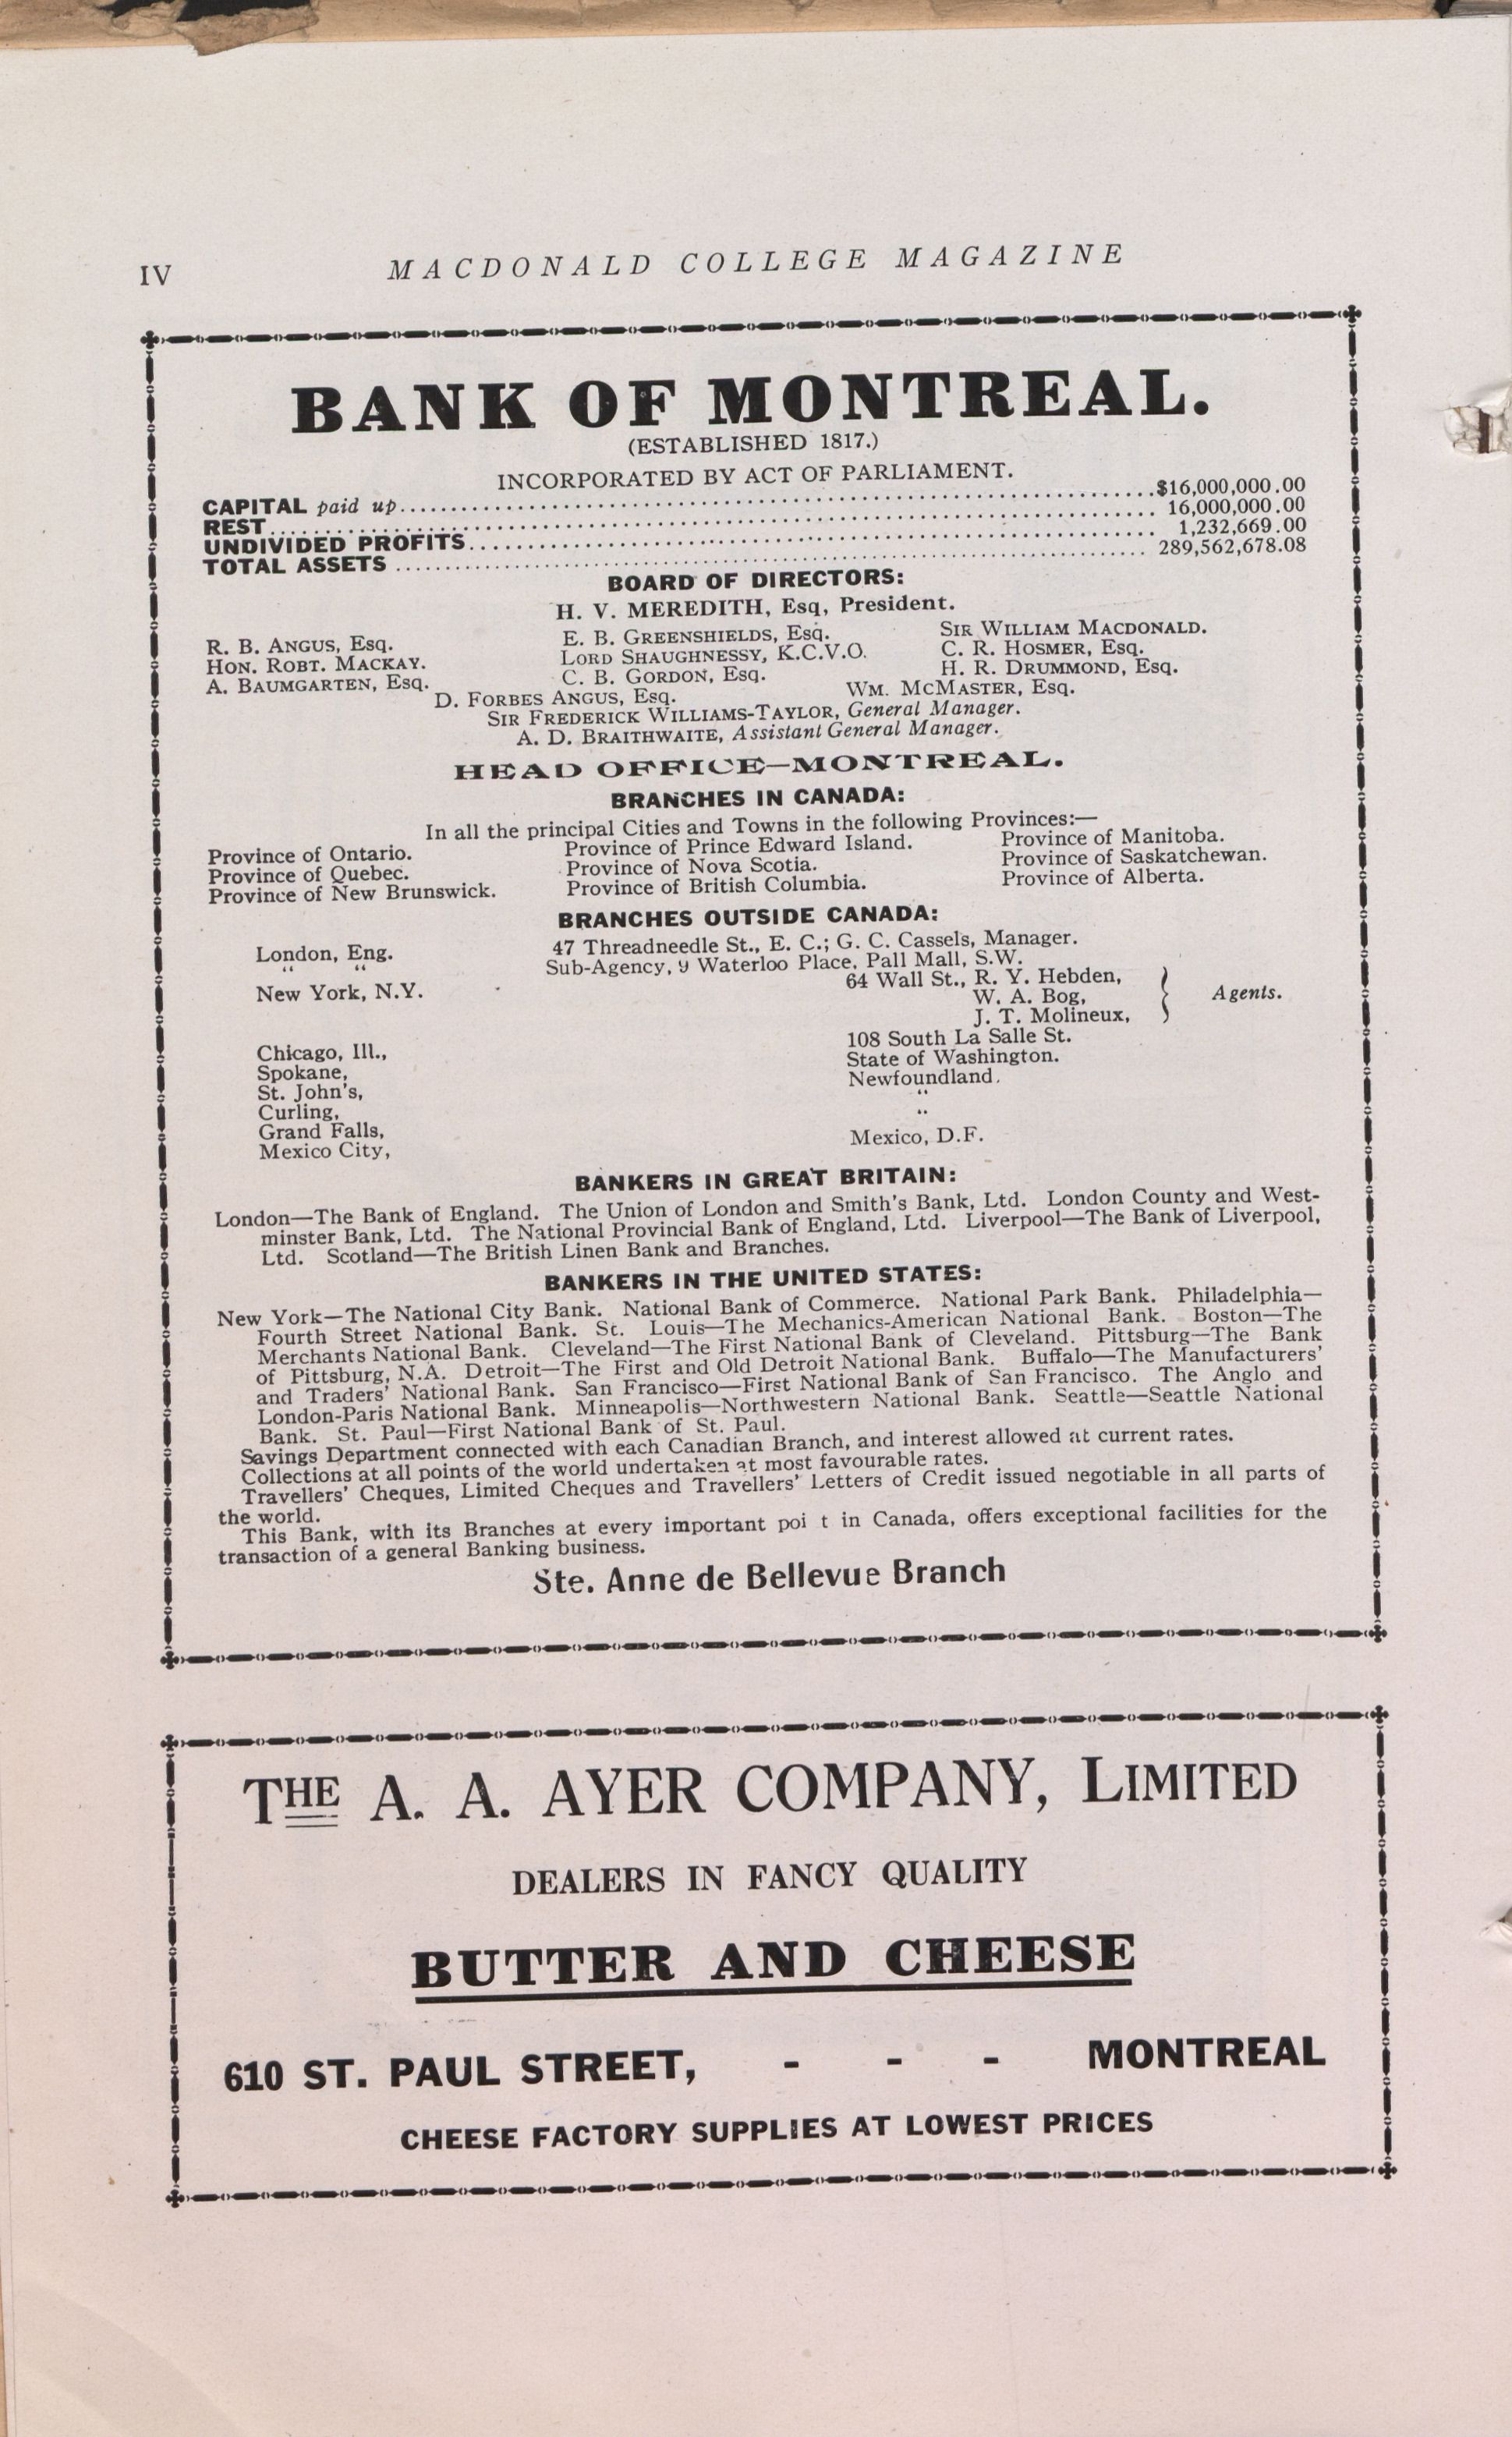 IV
MACDONALD COLLEGE MAGAZINE
BANK OF MONTREAL.
(ESTABLISHED 1817.)
INCORPORATED BY ACT OF PARLIAMENT.
CAPITAL paid up.......... $16,000,000.00
REST.......... 16,000,000.00
UNDIVIDED PROFITS.......... 1,232,669.00
TOTAL ASSETS .......... 289,562,678.08
BOARD OF DIRECTORS:
H. V. MEREDITH, Esq, President.
R. B. ANGUS, Esq. E. B. GREENSHIELDS, Esq. SIR WILLIAM MACDONALD.
HON. ROBT. MACKAY. LORD SHAUGHNESSY, K.C.V.O. C. R. HOSMER, Esq.
A. BAUMGARTEN, Esq. C. B. GORDON, Esq. H. R. DRUMMOND, Esq.
D. FORBES ANGUS, Esq. WM. MCMASTER, Esq.
SIR FREDERICK WILLIAMS-TAYLOR, General Manager.
A. D. BRAITHWAITE, Assistant General Manager.
HEAD OFFICE—MONTREAL.
BRANCHES IN CANADA:
In all the principal Cities and Towns in the following Provinces:—
Province of Ontario. Province of Prince Edward Island. Province of Manitoba.
Province of Quebec. Province of Nova Scotia. Province of Saskatchewan.
Province of New Brunswick. Province of British Columbia. Province of Alberta.
BRANCHES OUTSIDE CANADA:
London, Eng. 47 Threadneedle St., E. C.; G. C. Cassels, Manager.
“ “ Sub-Agency, 9 Waterloo Place, Pall Mall, S.W.
New York, N.Y. 64 Wall St., R. Y. Hebden,
W. A. Bog, } Agents.
J. T. Molineux,
Chicago, Ill., 108 South La Salle St.
Spokane, State of Washington.
St. John's, Newfoundland.
Curling, “
Grand Falls, “
Mexico City, Mexico, D.F.
BANKERS IN GREAT BRITAIN:
London—The Bank of England. The Union of London and Smith's Bank, Ltd. London County and West-
minster Bank, Ltd. The National Provincial Bank of England, Ltd. Liverpool—The Bank of Liverpool,
Ltd. Scotland—The British Linen Bank and Branches.
BANKERS IN THE UNITED STATES:
New York—The National City Bank. National Bank of Commerce. National Park Bank. Philadelphia—
Fourth Street National Bank. St. Louis—The Mechanics-American National Bank. Boston—The
Merchants National Bank. Cleveland—The First National Bank of Cleveland. Pittsburg—The Bank
of Pittsburg, N.A. Detroit—The First and Old Detroit National Bank. Buffalo—The Manufacturers'
and Traders' National Bank. San Francisco—First National Bank of San Francisco. The Anglo and
London-Paris National Bank. Minneapolis—Northwestern National Bank. Seattle—Seattle National
Bank. St. Paul—First National Bank of St. Paul.
Savings Department connected with each Canadian Branch, and interest allowed at current rates.
Collections at all points of the world undertaken at most favourable rates.
Travellers' Cheques, Limited Cheques and Travellers' Letters of Credit issued negotiable in all parts of
the world.
This Bank, with its Branches at every important poi t in Canada, offers exceptional facilities for the
transaction of a general Banking business.
Ste. Anne de Bellevue Branch
THE A. A. AYER COMPANY, LIMITED
DEALERS IN FANCY QUALITY
BUTTER AND CHEESE
610 ST. PAUL STREET, - - - MONTREAL
CHEESE FACTORY SUPPLIES AT LOWEST PRICES